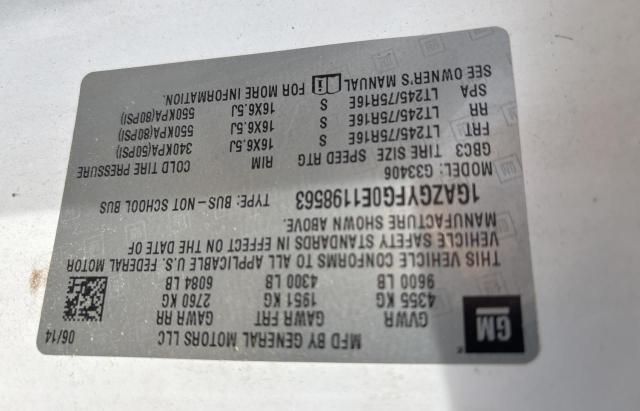 MFD BY GENERAL MOTORS LLC 06/14
GM
GVWR GAWR FRT GAWR RR
4355 KG 1951 KG 2760 KG
9600 LB 4300 LB 6084 LB
THIS VEHICLE CONFORMS TO ALL APPLICABLE U.S. FEDERAL MOTOR
VEHICLE SAFETY STANDARDS IN EFFECT ON THE DATE OF
MANUFACTURE SHOWN ABOVE.
1GAZGYFG0E1198563 TYPE: BUS-NOT SCHOOL BUS
MODEL: G33406
GBC3 TIRE SIZE SPEED RTG RIM COLD TIRE PRESSURE
FRT LT245/75R16E S 16X6.5J 340KPA(50PSI)
RR LT245/75R16E S 16X6.5J 550KPA(80PSI)
SPA LT245/75R16E S 16X6.5J 550KPA(80PSI)
SEE OWNER'S MANUAL FOR MORE INFORMATION.